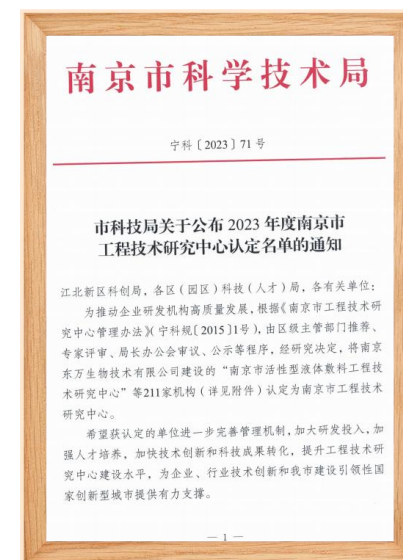 南京市科学技术局
宁科〔2023〕71 号
市科技局关于公布 2023 年度南京市
工程技术研究中心认定名单的通知
江北新区科创局，各区（园区）科技（人才）局，各有关单位：
为推动企业研发机构高质量发展，根据《南京市工程技术研
究中心管理办法》（宁科规〔2015〕1号），由区级主管部门推荐、
专家评审、局长办公会审议、公示等程序，经研究决定，将南京
东万生物技术有限公司建设的“南京市活性型液体敷料工程技
术研究中心”等211家机构（详见附件）认定为南京市工程技术
研究中心。
希望获认定的单位进一步完善管理机制，加大研发投入，加
强人才培养，加快技术创新和科技成果转化，提升工程技术研
究中心建设水平，为企业、行业技术创新和我市建设引领性国
家创新型城市提供有力支撑。
— 1 —